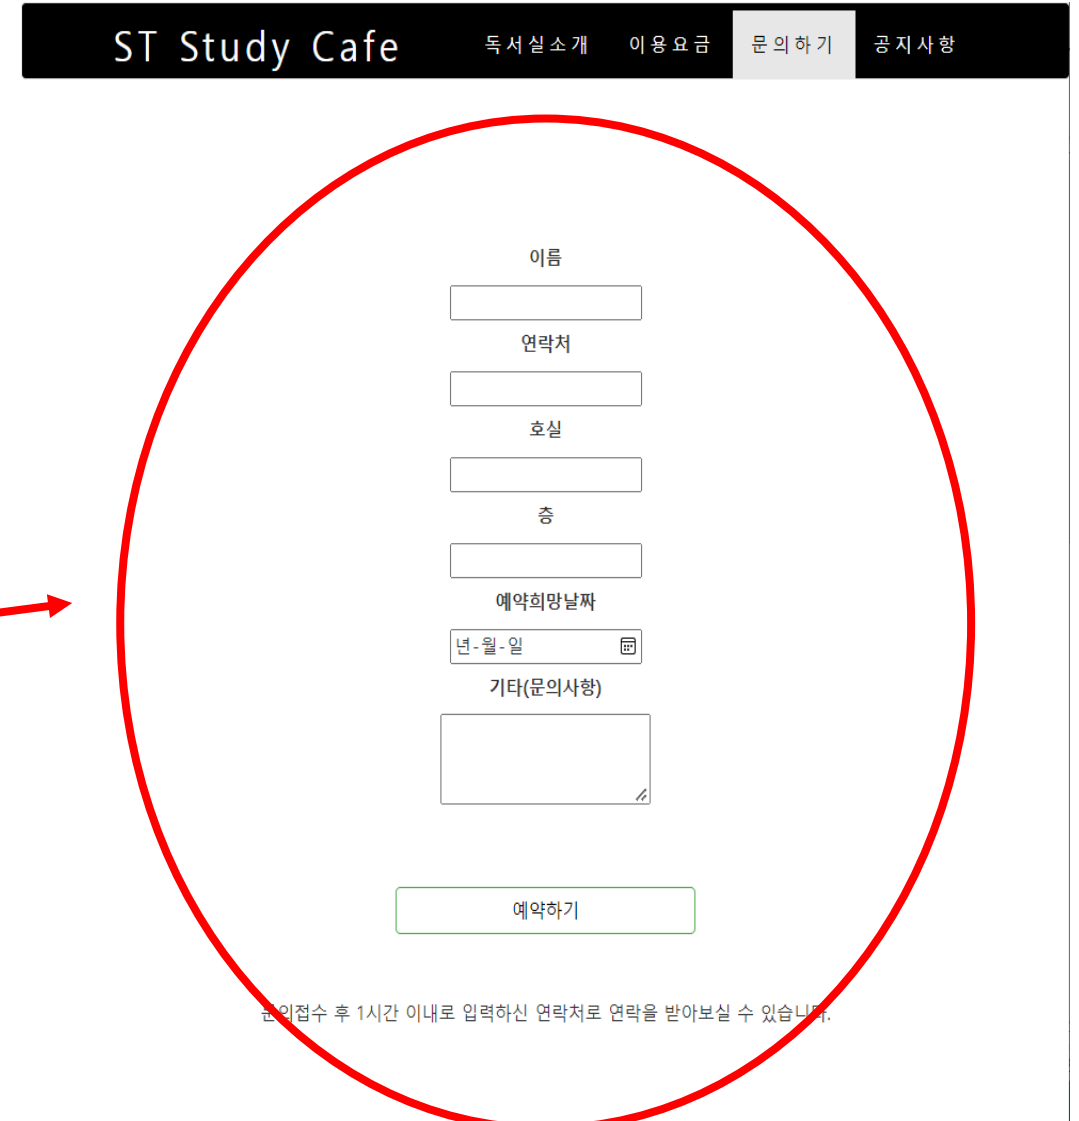 ST Study Cafe 독서실소개 이용요금 문의하기 공지사항
이름
연락처
호실
층
예약희망날짜
년-월-일
기타(문의사항)
예약하기
문의접수 후 1시간 이내로 입력하신 연락처로 연락을 받아보실 수 있습니다.